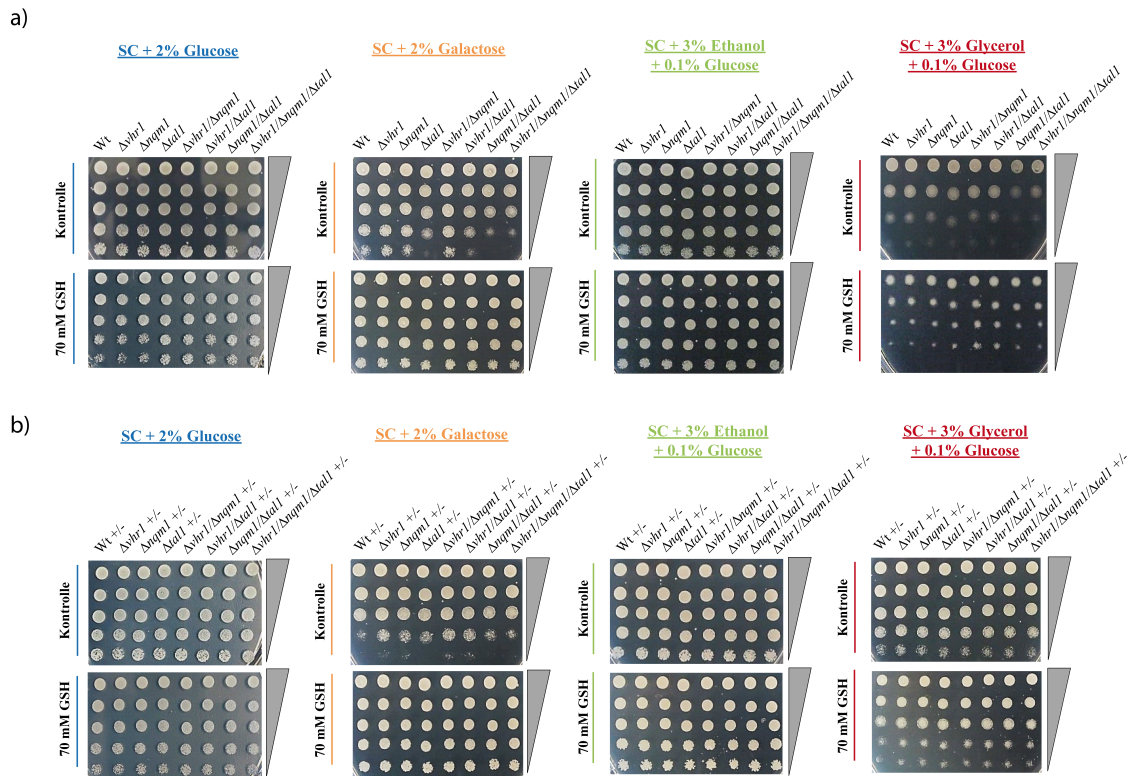 a)
SC + 2% Glucose
SC + 2% Galactose
SC + 3% Ethanol
+ 0.1% Glucose
SC + 3% Glycerol
+ 0.1% Glucose
Wt
Δvhr1
Δnqm1
Δtal1
Δvhr1/Δnqm1
Δvhr1/Δtal1
Δnqm1/Δtal1
Δvhr1/Δnqm1/Δtal1
Wt
Δvhr1
Δnqm1
Δtal1
Δvhr1/Δnqm1
Δvhr1/Δtal1
Δnqm1/Δtal1
Δvhr1/Δnqm1/Δtal1
Wt
Δvhr1
Δnqm1
Δtal1
Δvhr1/Δnqm1
Δvhr1/Δtal1
Δnqm1/Δtal1
Δvhr1/Δnqm1/Δtal1
Wt
Δvhr1
Δnqm1
Δtal1
Δvhr1/Δnqm1
Δvhr1/Δtal1
Δnqm1/Δtal1
Δvhr1/Δnqm1/Δtal1
Kontrolle
Kontrolle
Kontrolle
Kontrolle
70 mM GSH
70 mM GSH
70 mM GSH
70 mM GSH
b)
SC + 2% Glucose
SC + 2% Galactose
SC + 3% Ethanol
+ 0.1% Glucose
SC + 3% Glycerol
+ 0.1% Glucose
Wt +/-
Δvhr1 +/-
Δnqm1 +/-
Δtal1 +/-
Δvhr1/Δnqm1 +/-
Δvhr1/Δtal1 +/-
Δnqm1/Δtal1 +/-
Δvhr1/Δnqm1/Δtal1 +/-
Wt +/-
Δvhr1 +/-
Δnqm1 +/-
Δtal1 +/-
Δvhr1/Δnqm1 +/-
Δvhr1/Δtal1 +/-
Δnqm1/Δtal1 +/-
Δvhr1/Δnqm1/Δtal1 +/-
Wt +/-
Δvhr1 +/-
Δnqm1 +/-
Δtal1 +/-
Δvhr1/Δnqm1 +/-
Δvhr1/Δtal1 +/-
Δnqm1/Δtal1 +/-
Δvhr1/Δnqm1/Δtal1 +/-
Wt +/-
Δvhr1 +/-
Δnqm1 +/-
Δtal1 +/-
Δvhr1/Δnqm1 +/-
Δvhr1/Δtal1 +/-
Δnqm1/Δtal1 +/-
Δvhr1/Δnqm1/Δtal1 +/-
Kontrolle
Kontrolle
Kontrolle
Kontrolle
70 mM GSH
70 mM GSH
70 mM GSH
70 mM GSH